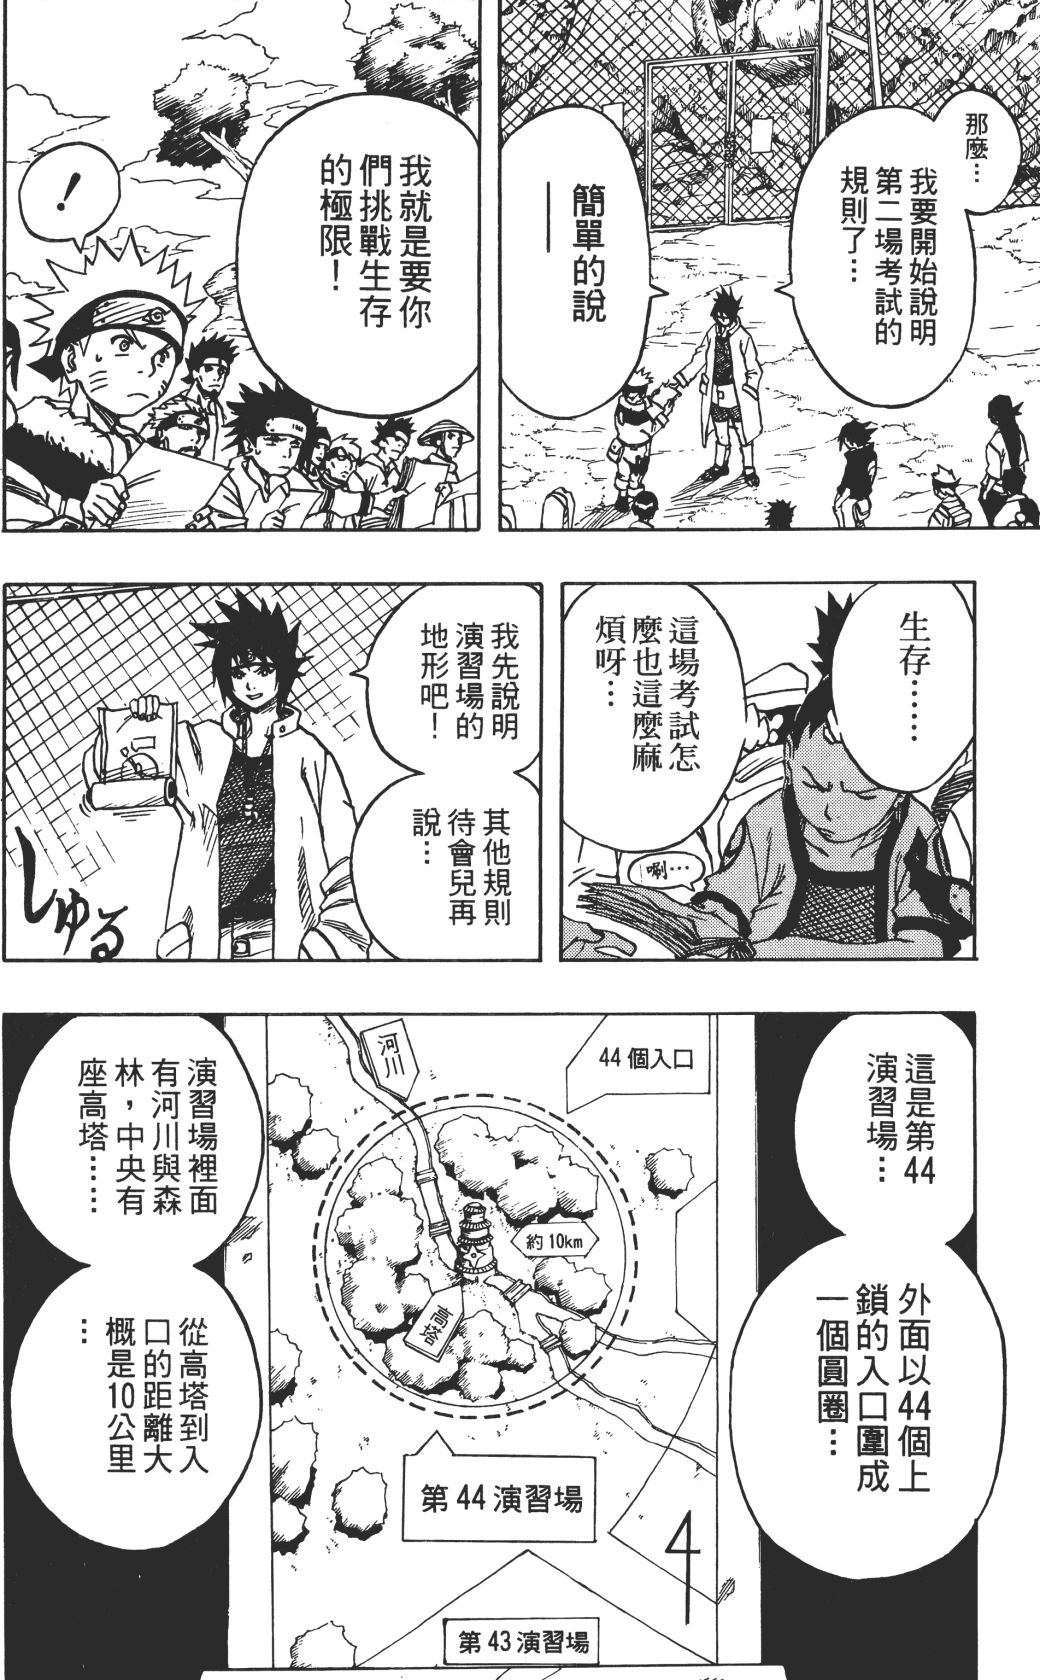 那麼…
我要開始說明
第二場考試的
規則了…
簡單的說
——
我就是要你
們挑戰生存
的極限！
！
生存……
這場考試怎
麼也這麼麻
煩呀…
唰…
我先說明
演習場的
地形吧！
其他規則
待會兒再
說…
しゅる
這是第44
演習場…
外面以44個上
鎖的入口圍成
一個圓圈…
44個入口
河川
約10km
高塔
第44演習場
4
第43演習場
演習場裡面
有河川與森
林，中央有
座高塔……
從高塔到入
口的距離大
概是10公里
…